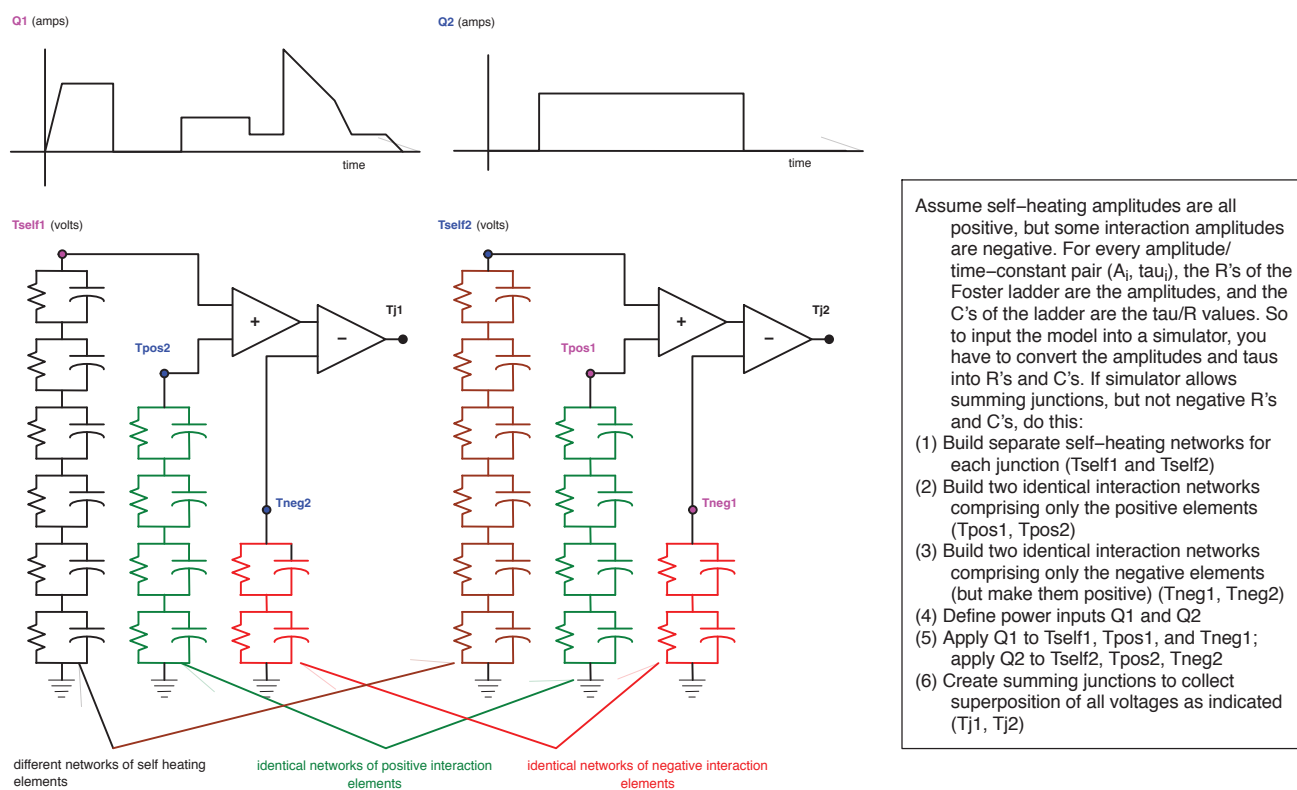 Q1 (amps)
Q2 (amps)
time
time
Tself1 (volts)
Tself2 (volts)
+
−
Tj1
Tpos2
Tneg2
+
−
Tj2
Tpos1
Tneg1
different networks of self heating
elements
identical networks of positive interaction
elements
identical networks of negative interaction
elements
Assume self−heating amplitudes are all
positive, but some interaction amplitudes
are negative. For every amplitude/
time−constant pair (Ai, taui), the R's of the
Foster ladder are the amplitudes, and the
C's of the ladder are the tau/R values. So
to input the model into a simulator, you
have to convert the amplitudes and taus
into R's and C's. If simulator allows
summing junctions, but not negative R's
and C's, do this:
(1) Build separate self−heating networks for
each junction (Tself1 and Tself2)
(2) Build two identical interaction networks
comprising only the positive elements
(Tpos1, Tpos2)
(3) Build two identical interaction networks
comprising only the negative elements
(but make them positive) (Tneg1, Tneg2)
(4) Define power inputs Q1 and Q2
(5) Apply Q1 to Tself1, Tpos1, and Tneg1;
apply Q2 to Tself2, Tpos2, Tneg2
(6) Create summing junctions to collect
superposition of all voltages as indicated
(Tj1, Tj2)